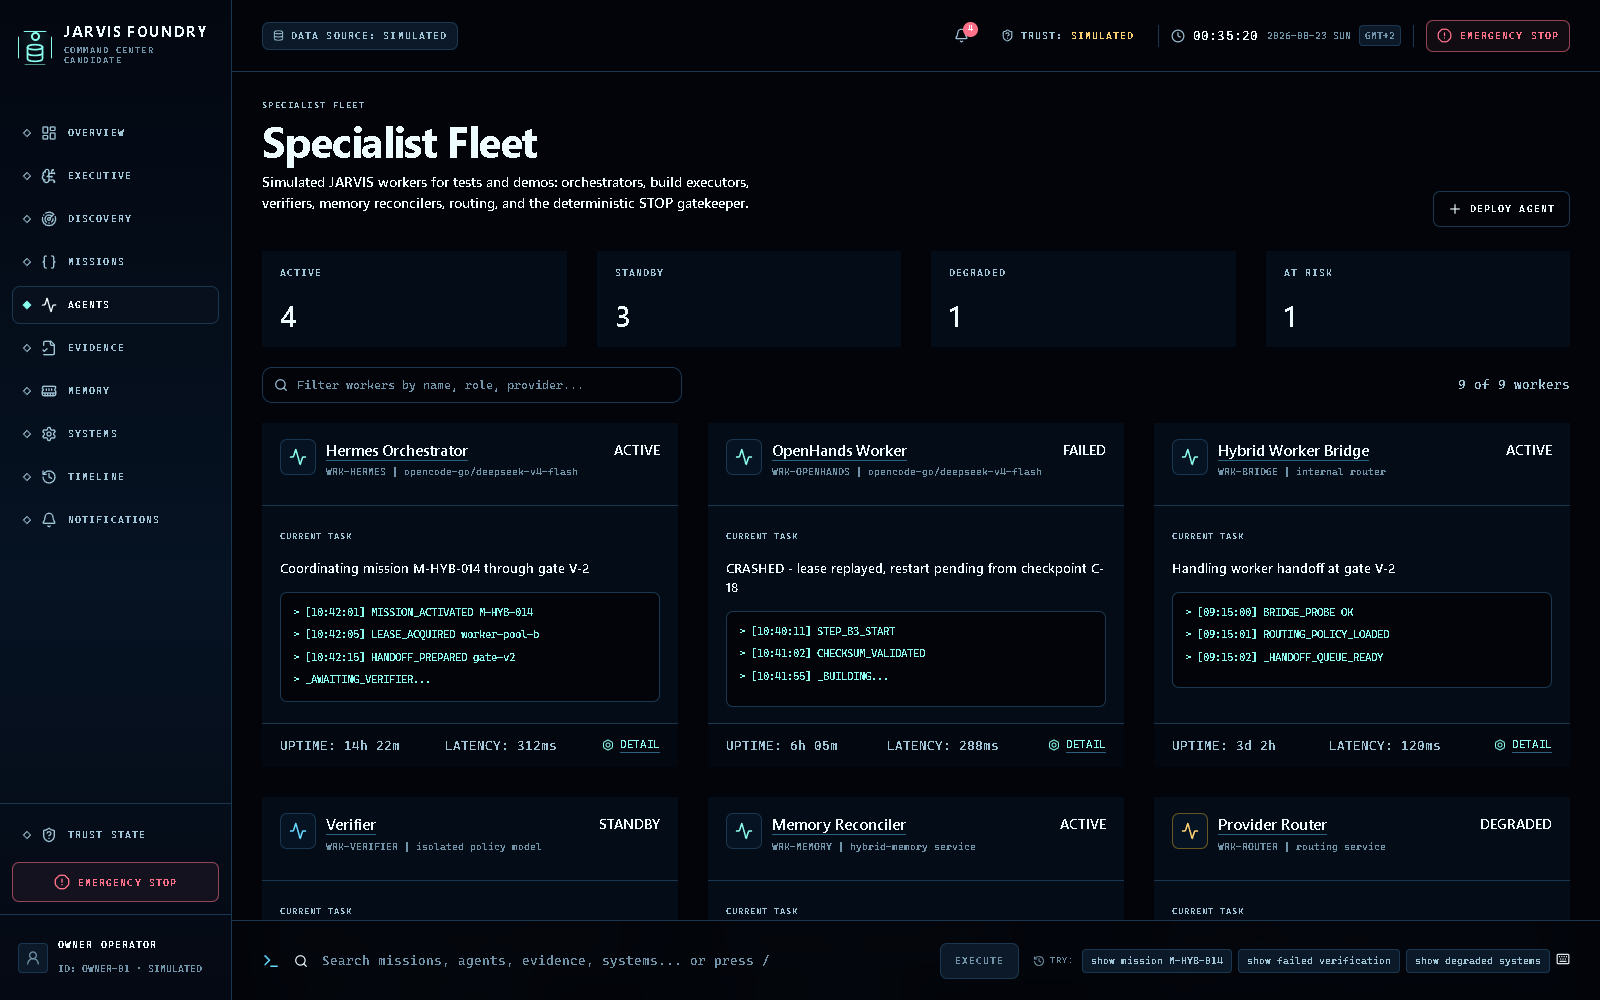 JARVIS FOUNDRY
COMMAND CENTER
CANDIDATE
DATA SOURCE: SIMULATED
4
TRUST: SIMULATED
00:35:20 2026-08-23 SUN GMT+2
EMERGENCY STOP
OVERVIEW
EXECUTIVE
DISCOVERY
MISSIONS
AGENTS
EVIDENCE
MEMORY
SYSTEMS
TIMELINE
NOTIFICATIONS
TRUST STATE
EMERGENCY STOP
OWNER OPERATOR
ID: OWNER-01 • SIMULATED
SPECIALIST FLEET
Specialist Fleet
Simulated JARVIS workers for tests and demos: orchestrators, build executors,
verifiers, memory reconcilers, routing, and the deterministic STOP gatekeeper.
DEPLOY AGENT
ACTIVE
4
STANDBY
3
DEGRADED
1
AT RISK
1
Filter workers by name, role, provider...
9 of 9 workers
Hermes Orchestrator ACTIVE
WRK-HERMES | opencode-go/deepseek-v4-flash
CURRENT TASK
Coordinating mission M-HYB-014 through gate V-2
> [10:42:01] MISSION_ACTIVATED M-HYB-014
> [10:42:05] LEASE_ACQUIRED worker-pool-b
> [10:42:15] HANDOFF_PREPARED gate-v2
> _AWAITING_VERIFIER...
UPTIME: 14h 22m LATENCY: 312ms DETAIL
OpenHands Worker FAILED
WRK-OPENHANDS | opencode-go/deepseek-v4-flash
CURRENT TASK
CRASHED - lease replayed, restart pending from checkpoint C-
18
> [10:40:11] STEP_B3_START
> [10:41:02] CHECKSUM_VALIDATED
> [10:41:55] _BUILDING...
UPTIME: 6h 05m LATENCY: 288ms DETAIL
Hybrid Worker Bridge ACTIVE
WRK-BRIDGE | internal router
CURRENT TASK
Handling worker handoff at gate V-2
> [09:15:00] BRIDGE_PROBE OK
> [09:15:01] ROUTING_POLICY_LOADED
> [09:15:02] _HANDOFF_QUEUE_READY
UPTIME: 3d 2h LATENCY: 120ms DETAIL
Verifier STANDBY
WRK-VERIFIER | isolated policy model
CURRENT TASK
Memory Reconciler ACTIVE
WRK-MEMORY | hybrid-memory service
CURRENT TASK
Provider Router DEGRADED
WRK-ROUTER | routing service
CURRENT TASK
Search missions, agents, evidence, systems... or press /
EXECUTE
TRY: show mission M-HYB-014 show failed verification show degraded systems